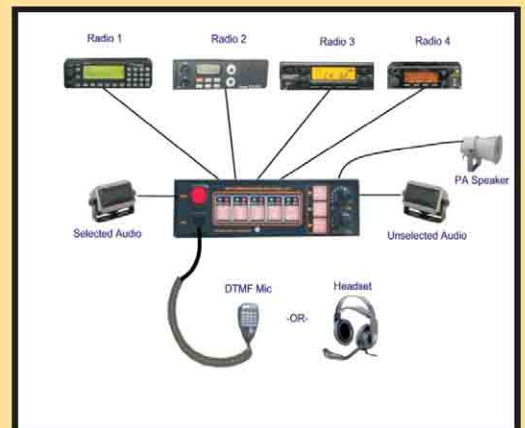 Radio 1
Radio 2
Radio 3
Radio 4
PA Speaker
Selected Audio
Unselected Audio
DTMF Mic
-OR-
Headset